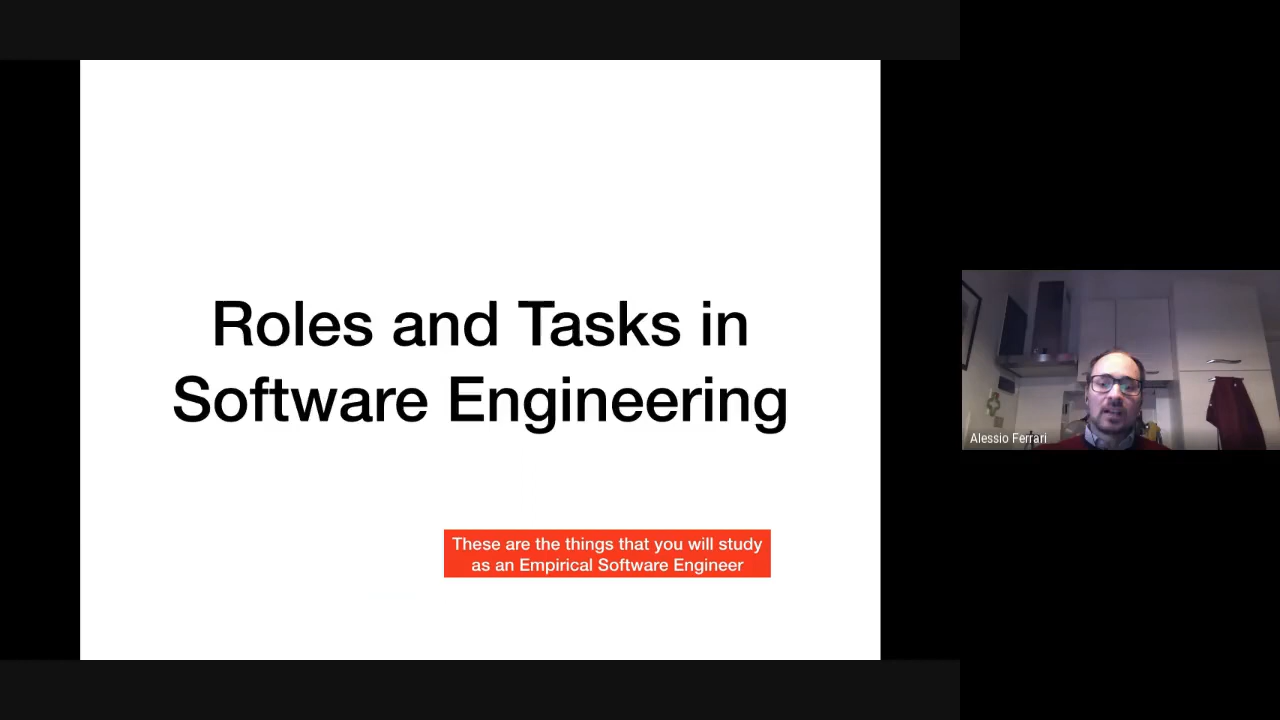 Roles and Tasks in
Software Engineering
These are the things that you will study
as an Empirical Software Engineer
Alessio Ferrari